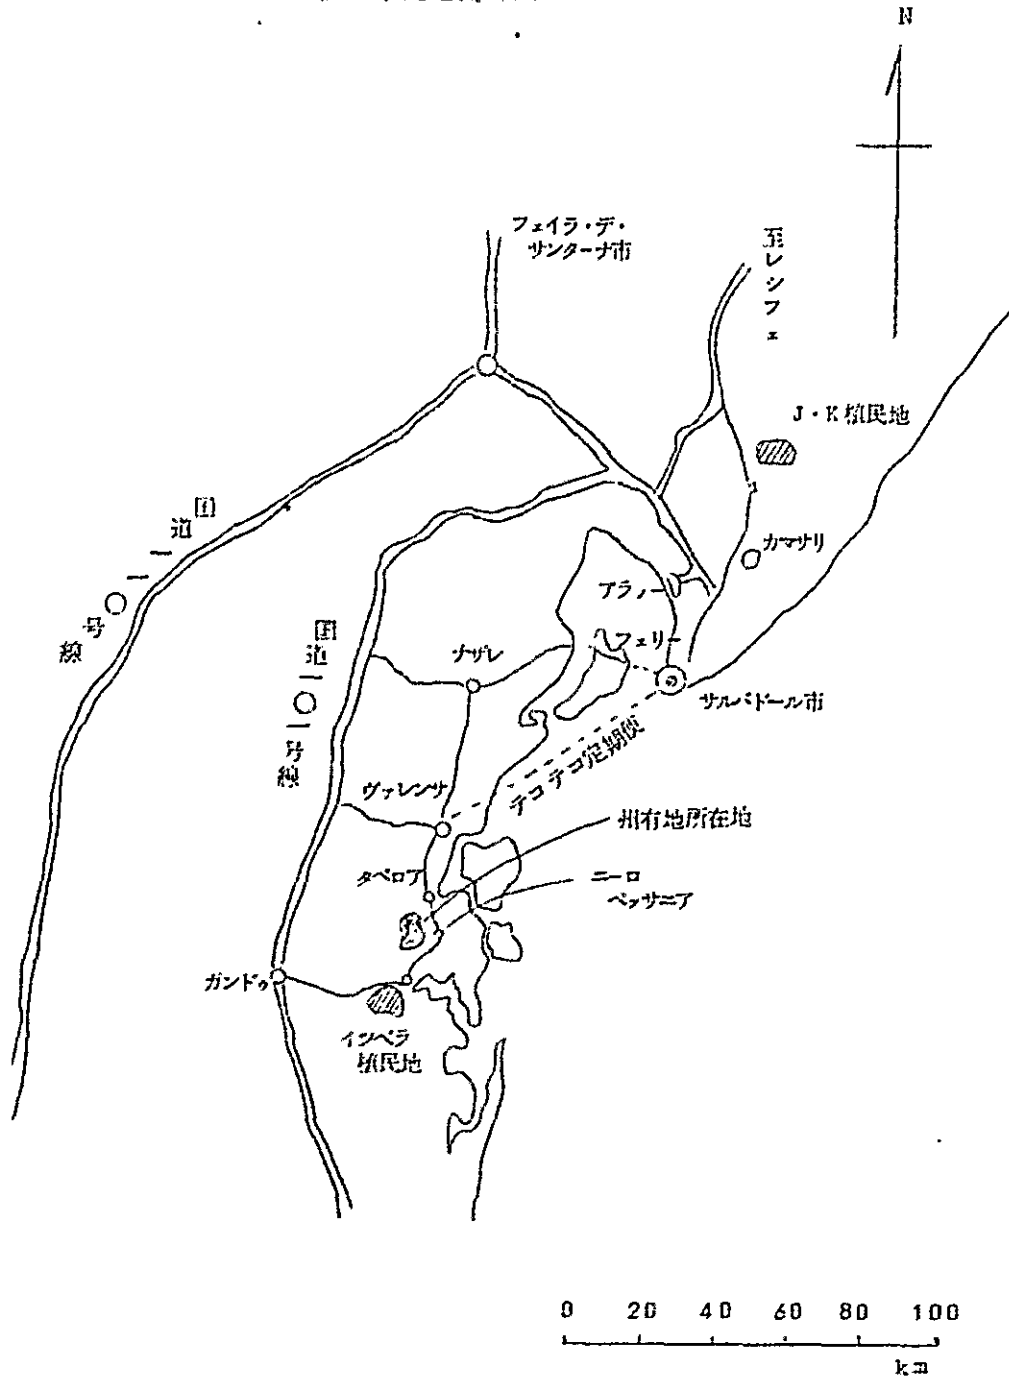 N
フェイラ・デ・
サンターナ市
至レシフェ
J・K植民地
国道一一〇号線
カマサリ
アラトー
フェリー
国道一〇一号線
ナザレ
サルバドール市
テコテコ定期便
ヴァレンサ
州有地所在地
タペロア
ニーロ
ペッサニア
ガンドゥ
イツペラ
植民地
0 20 40 60 80 100
km